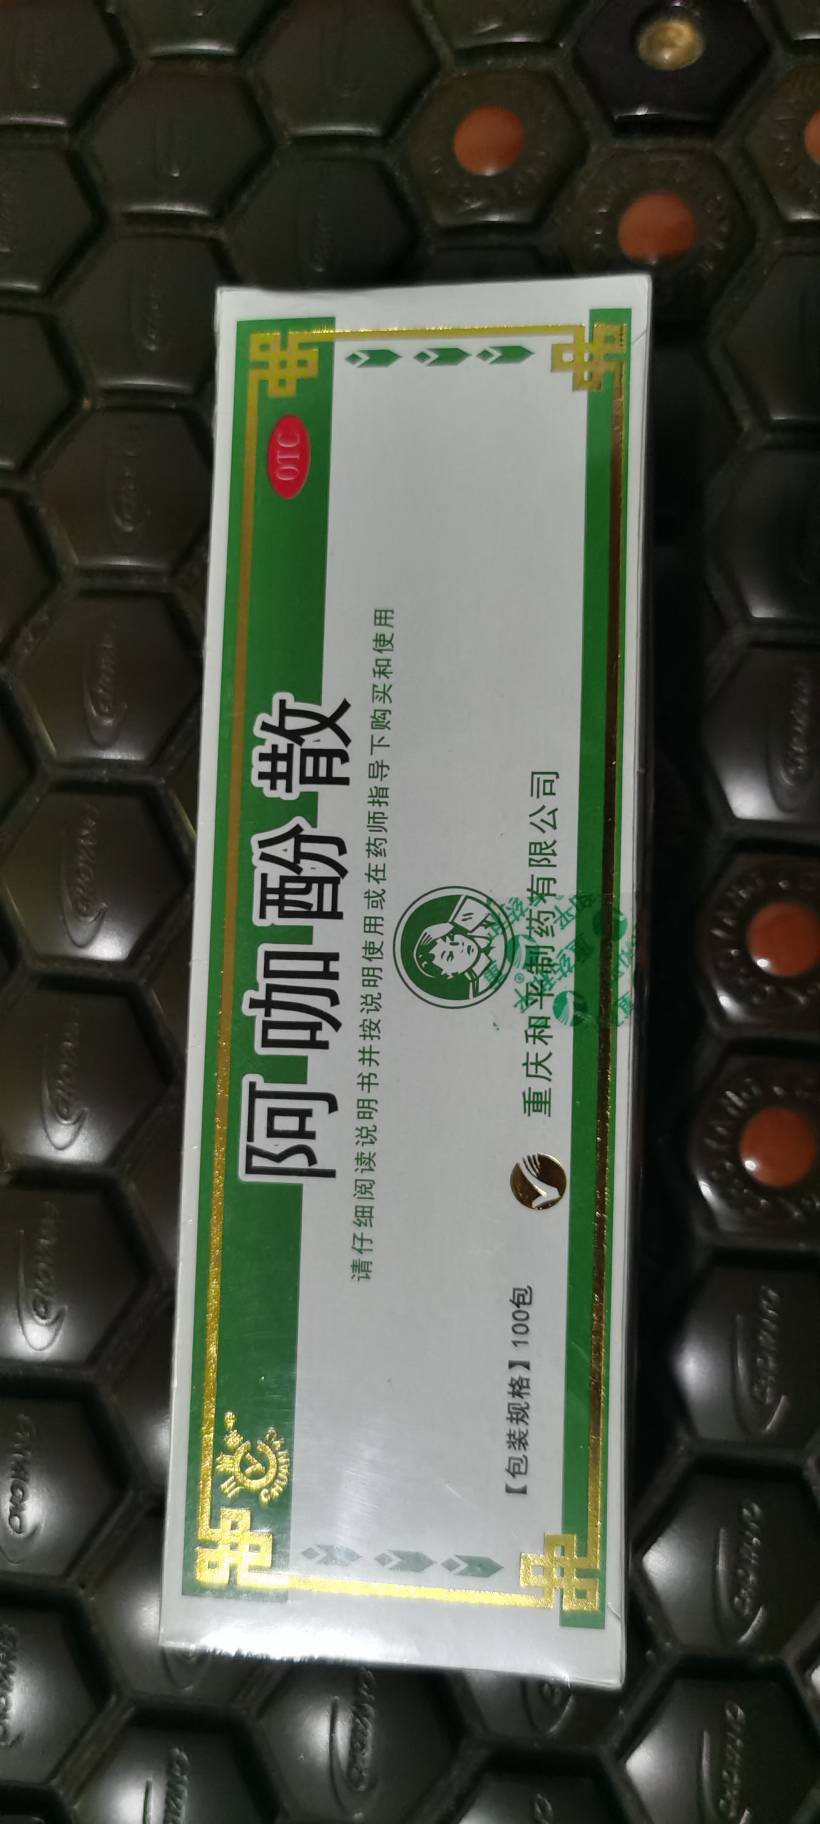 OTC
阿咖酚散
请仔细阅读说明书并按说明使用或在药师指导下购买和使用
【包装规格】100包
重庆和平制药有限公司